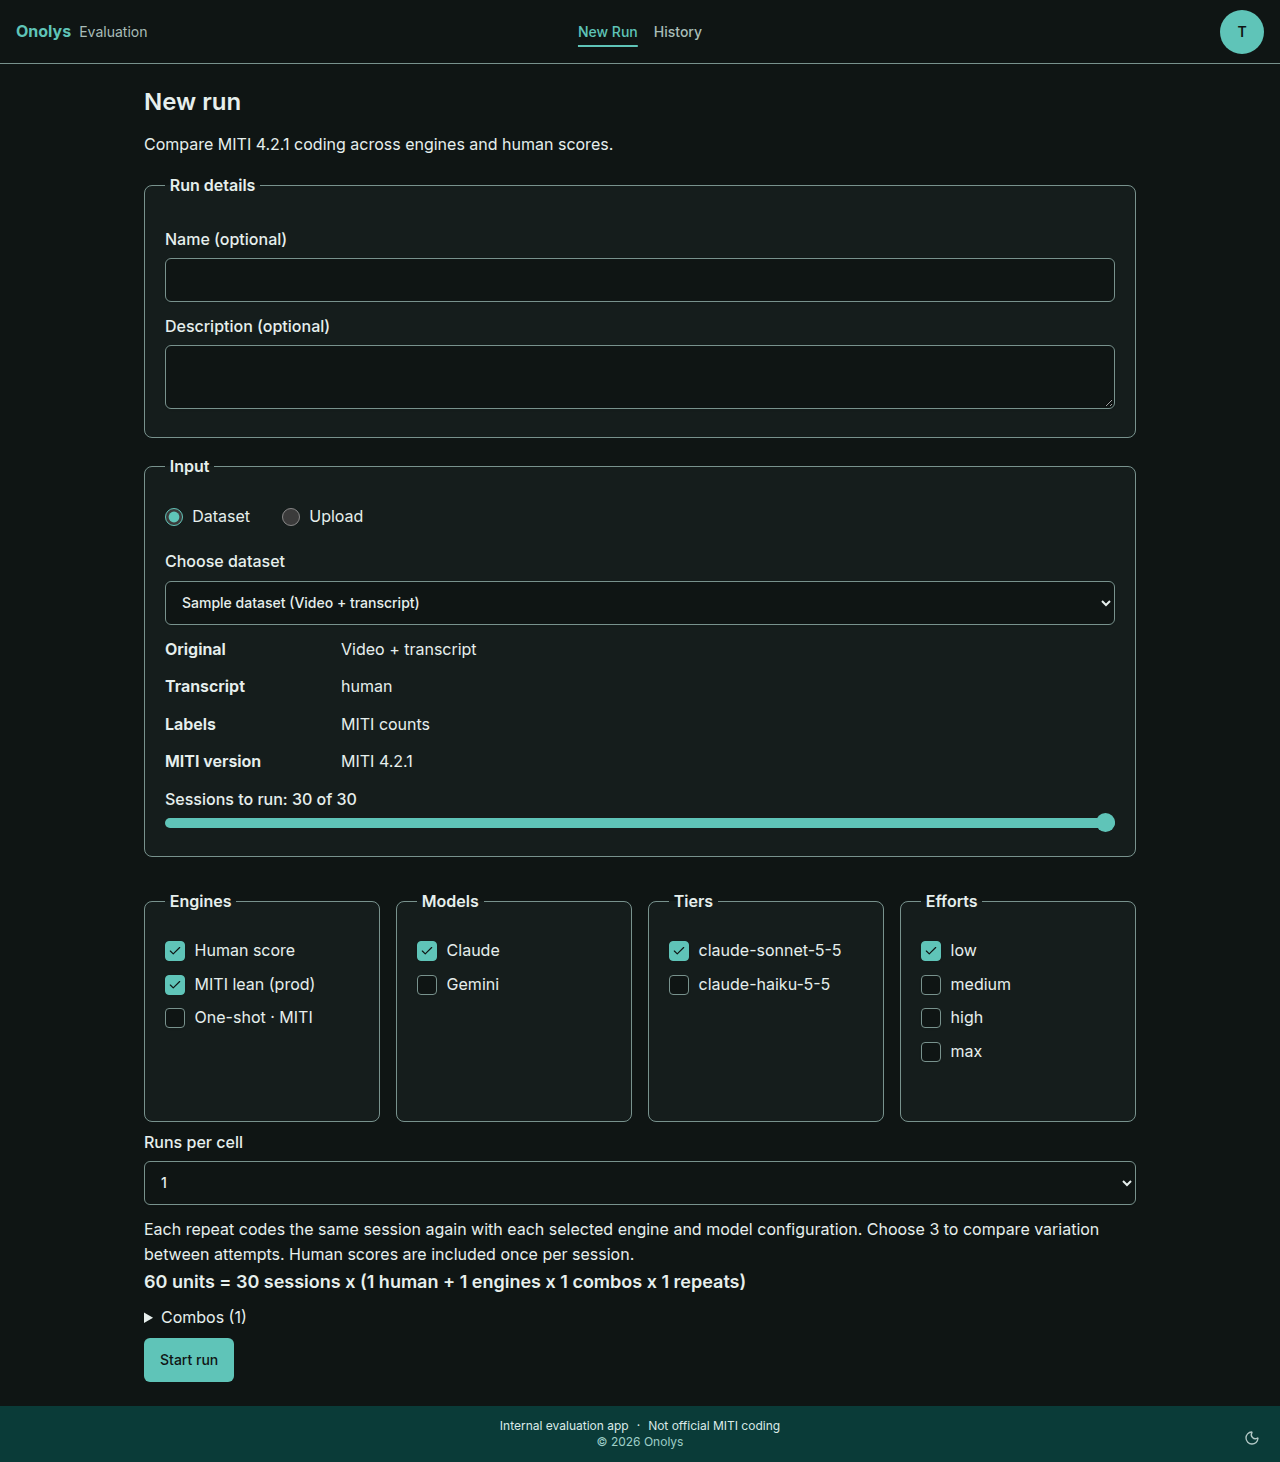 Onolys Evaluation
New Run
History
T
New run
Compare MITI 4.2.1 coding across engines and human scores.
Run details
Name (optional)
Description (optional)
Input
Dataset
Upload
Choose dataset
Sample dataset (Video + transcript)
Original Video + transcript
Transcript human
Labels MITI counts
MITI version MITI 4.2.1
Sessions to run: 30 of 30
Engines
Human score
MITI lean (prod)
One-shot · MITI
Models
Claude
Gemini
Tiers
claude-sonnet-5-5
claude-haiku-5-5
Efforts
low
medium
high
max
Runs per cell
1
Each repeat codes the same session again with each selected engine and model configuration. Choose 3 to compare variation
between attempts. Human scores are included once per session.
60 units = 30 sessions x (1 human + 1 engines x 1 combos x 1 repeats)
Combos (1)
Start run
Internal evaluation app · Not official MITI coding
© 2026 Onolys